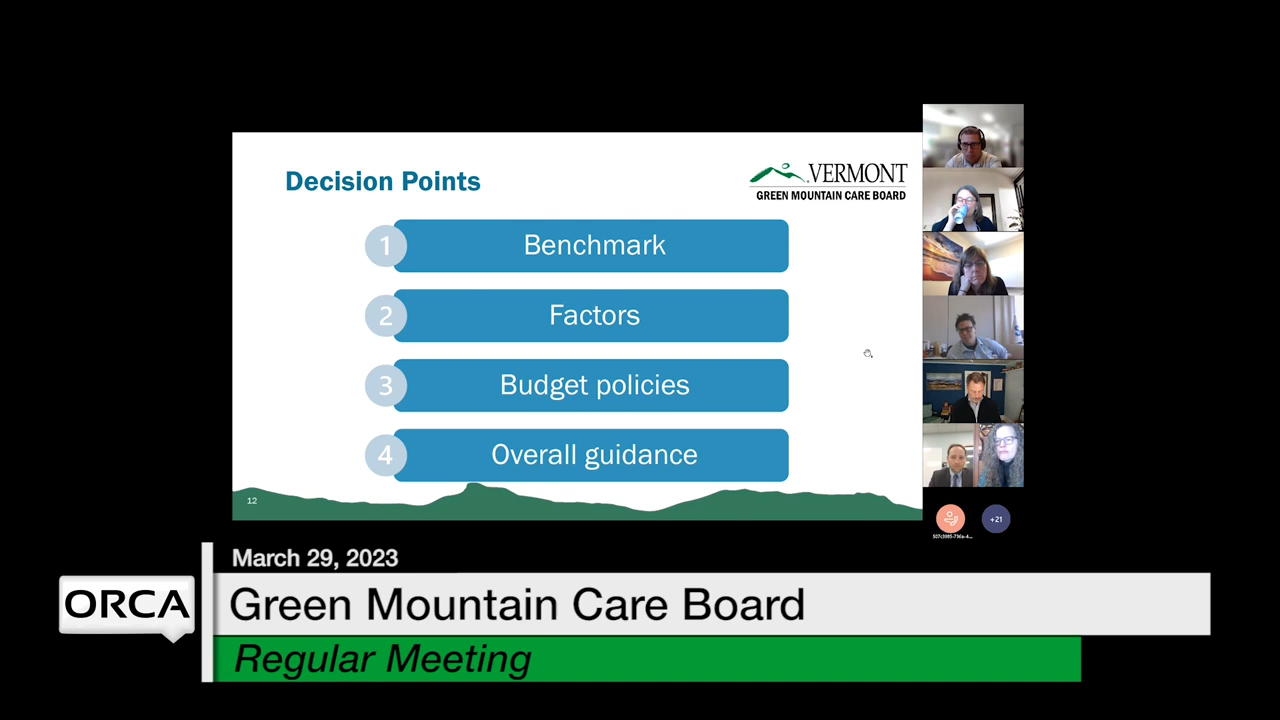 Decision Points
VERMONT
GREEN MOUNTAIN CARE BOARD
1 Benchmark
2 Factors
3 Budget policies
4 Overall guidance
12
+21
March 29, 2023
ORCA
Green Mountain Care Board
Regular Meeting